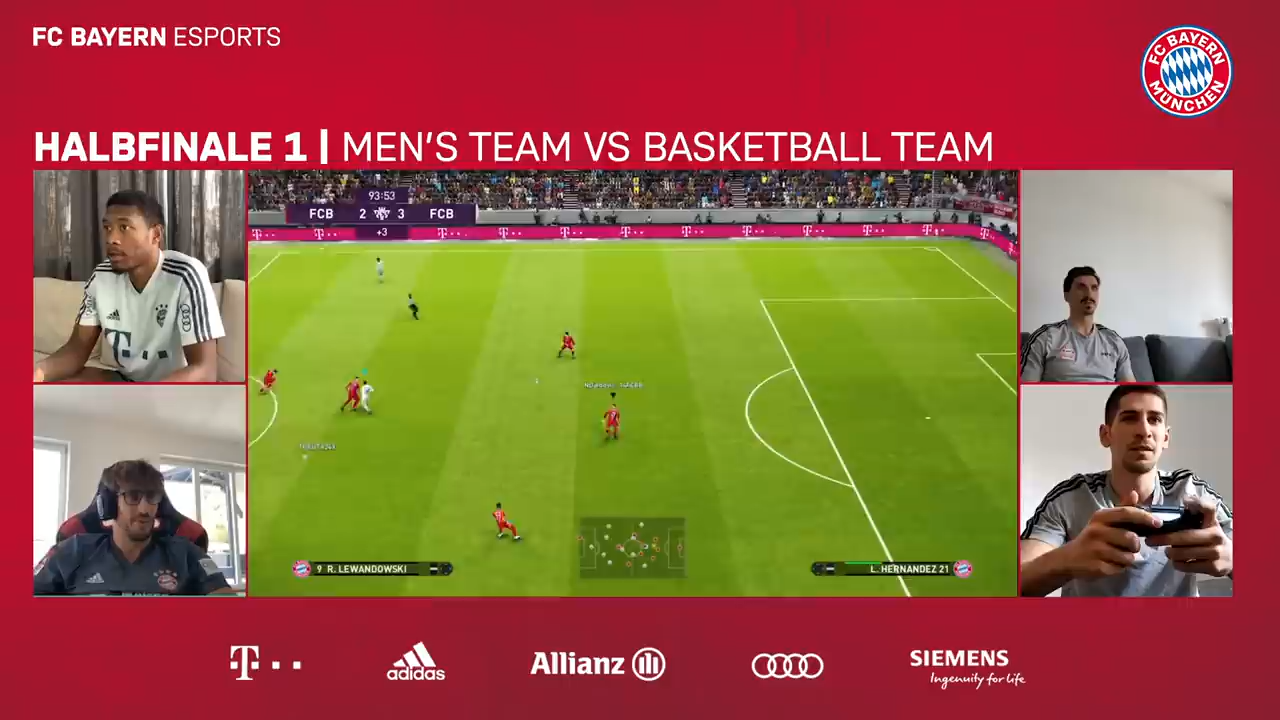 FC BAYERN ESPORTS
FC BAYERN
MÜNCHEN
HALBFINALE 1 | MEN'S TEAM VS BASKETBALL TEAM
93:53
FCB 2 3 FCB
+3
9 R. LEWANDOWSKI
L. HERNANDEZ 21
T
adidas
Allianz
SIEMENS
Ingenuity for life